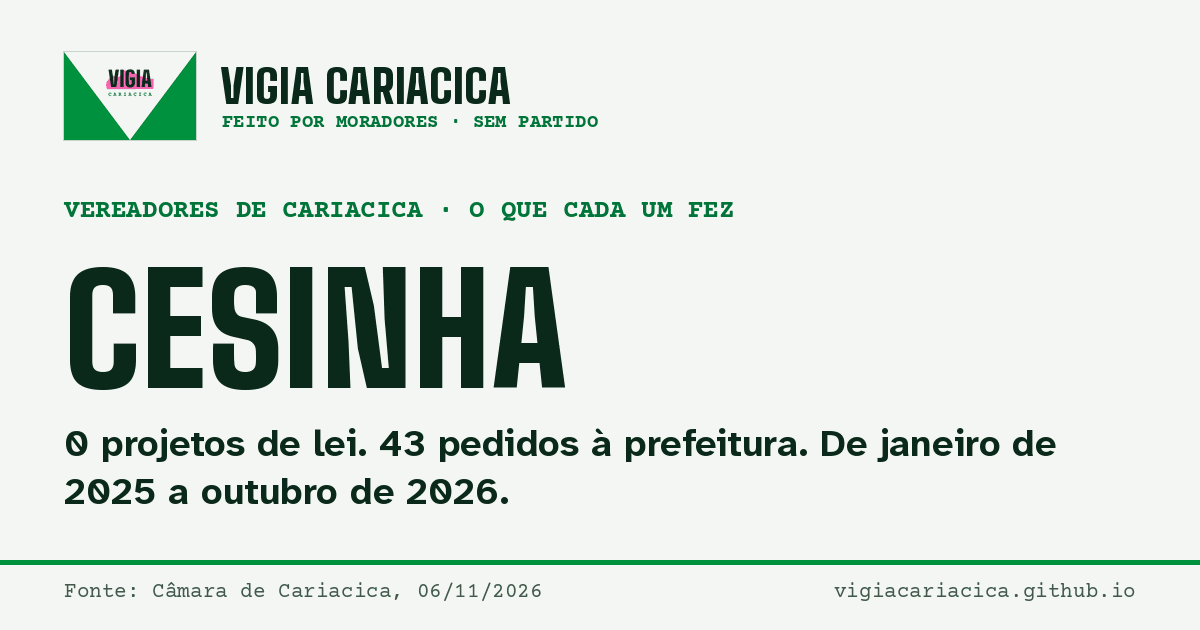 VIGIA
CARIACICA
VIGIA CARIACICA
FEITO POR MORADORES · SEM PARTIDO
VEREADORES DE CARIACICA · O QUE CADA UM FEZ
CESINHA
0 projetos de lei. 43 pedidos à prefeitura. De janeiro de
2025 a outubro de 2026.
Fonte: Câmara de Cariacica, 06/11/2026
vigiacariacica.github.io